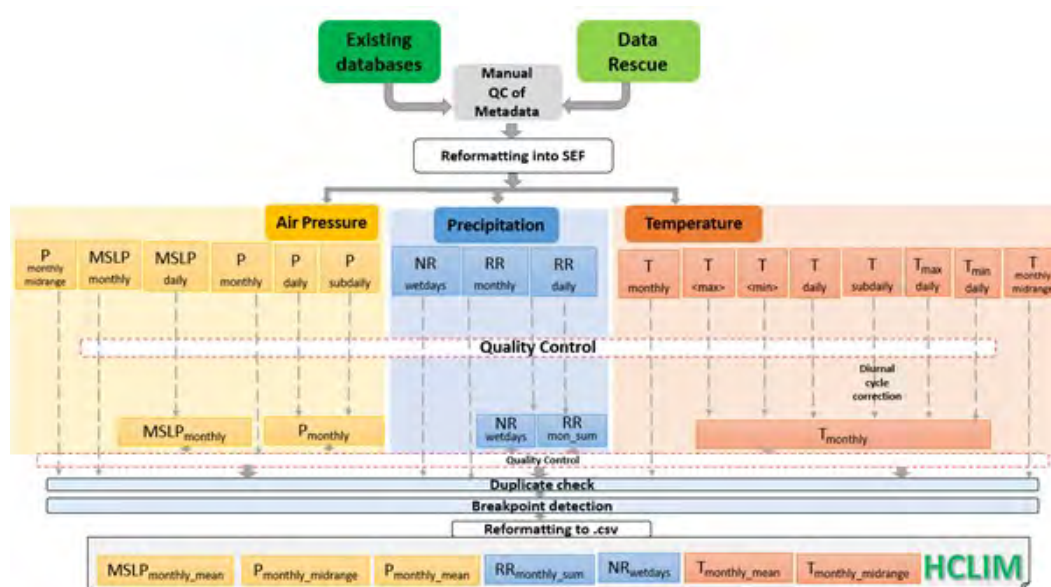 Existing
databases
Data
Rescue
Manual
QC of
Metadata
Reformatting into SEF
Air Pressure
Precipitation
Temperature
P
monthly
midrange
MSLP
monthly
MSLP
daily
P
monthly
P
daily
P
subdaily
NR
wetdays
RR
monthly
RR
daily
T
monthly
T
<max>
T
<min>
T
daily
T
subdaily
Tmax
daily
Tmin
daily
T
monthly
midrange
Quality Control
Diurnal
cycle
correction
MSLPmonthly
Pmonthly
NR
wetdays
RR
mon_sum
Tmonthly
Quality Control
Duplicate check
Breakpoint detection
Reformatting to .csv
MSLPmonthly_mean
Pmonthly_midrange
Pmonthly_mean
RRmonthly_sum
NRwetdays
Tmonthly_mean
Tmonthly_midrange
HCLIM